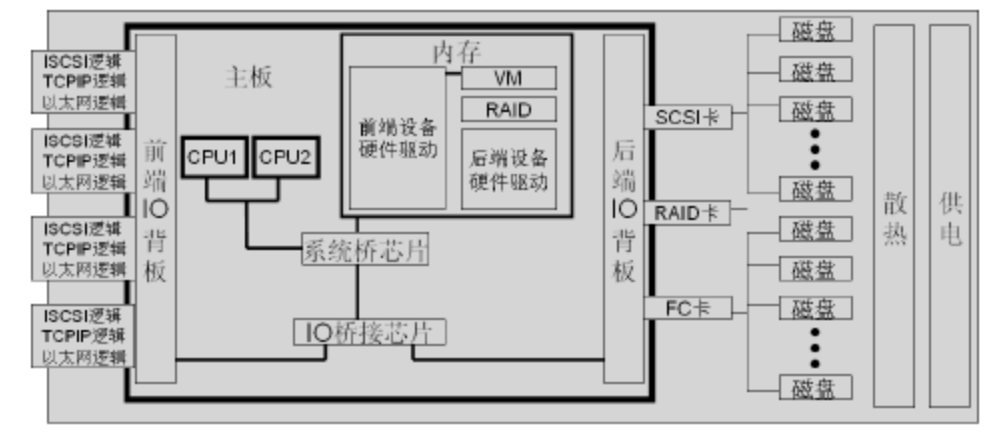 ISCSI逻辑
TCPIP逻辑
以太网逻辑
ISCSI逻辑
TCPIP逻辑
以太网逻辑
ISCSI逻辑
TCPIP逻辑
以太网逻辑
ISCSI逻辑
TCPIP逻辑
以太网逻辑
前端IO背板
主板
CPU1
CPU2
内存
前端设备
硬件驱动
VM
RAID
后端设备
硬件驱动
系统桥芯片
IO桥接芯片
后端IO背板
SCSI卡
RAID卡
FC卡
磁盘
磁盘
磁盘
磁盘
磁盘
磁盘
磁盘
磁盘
散热
供电